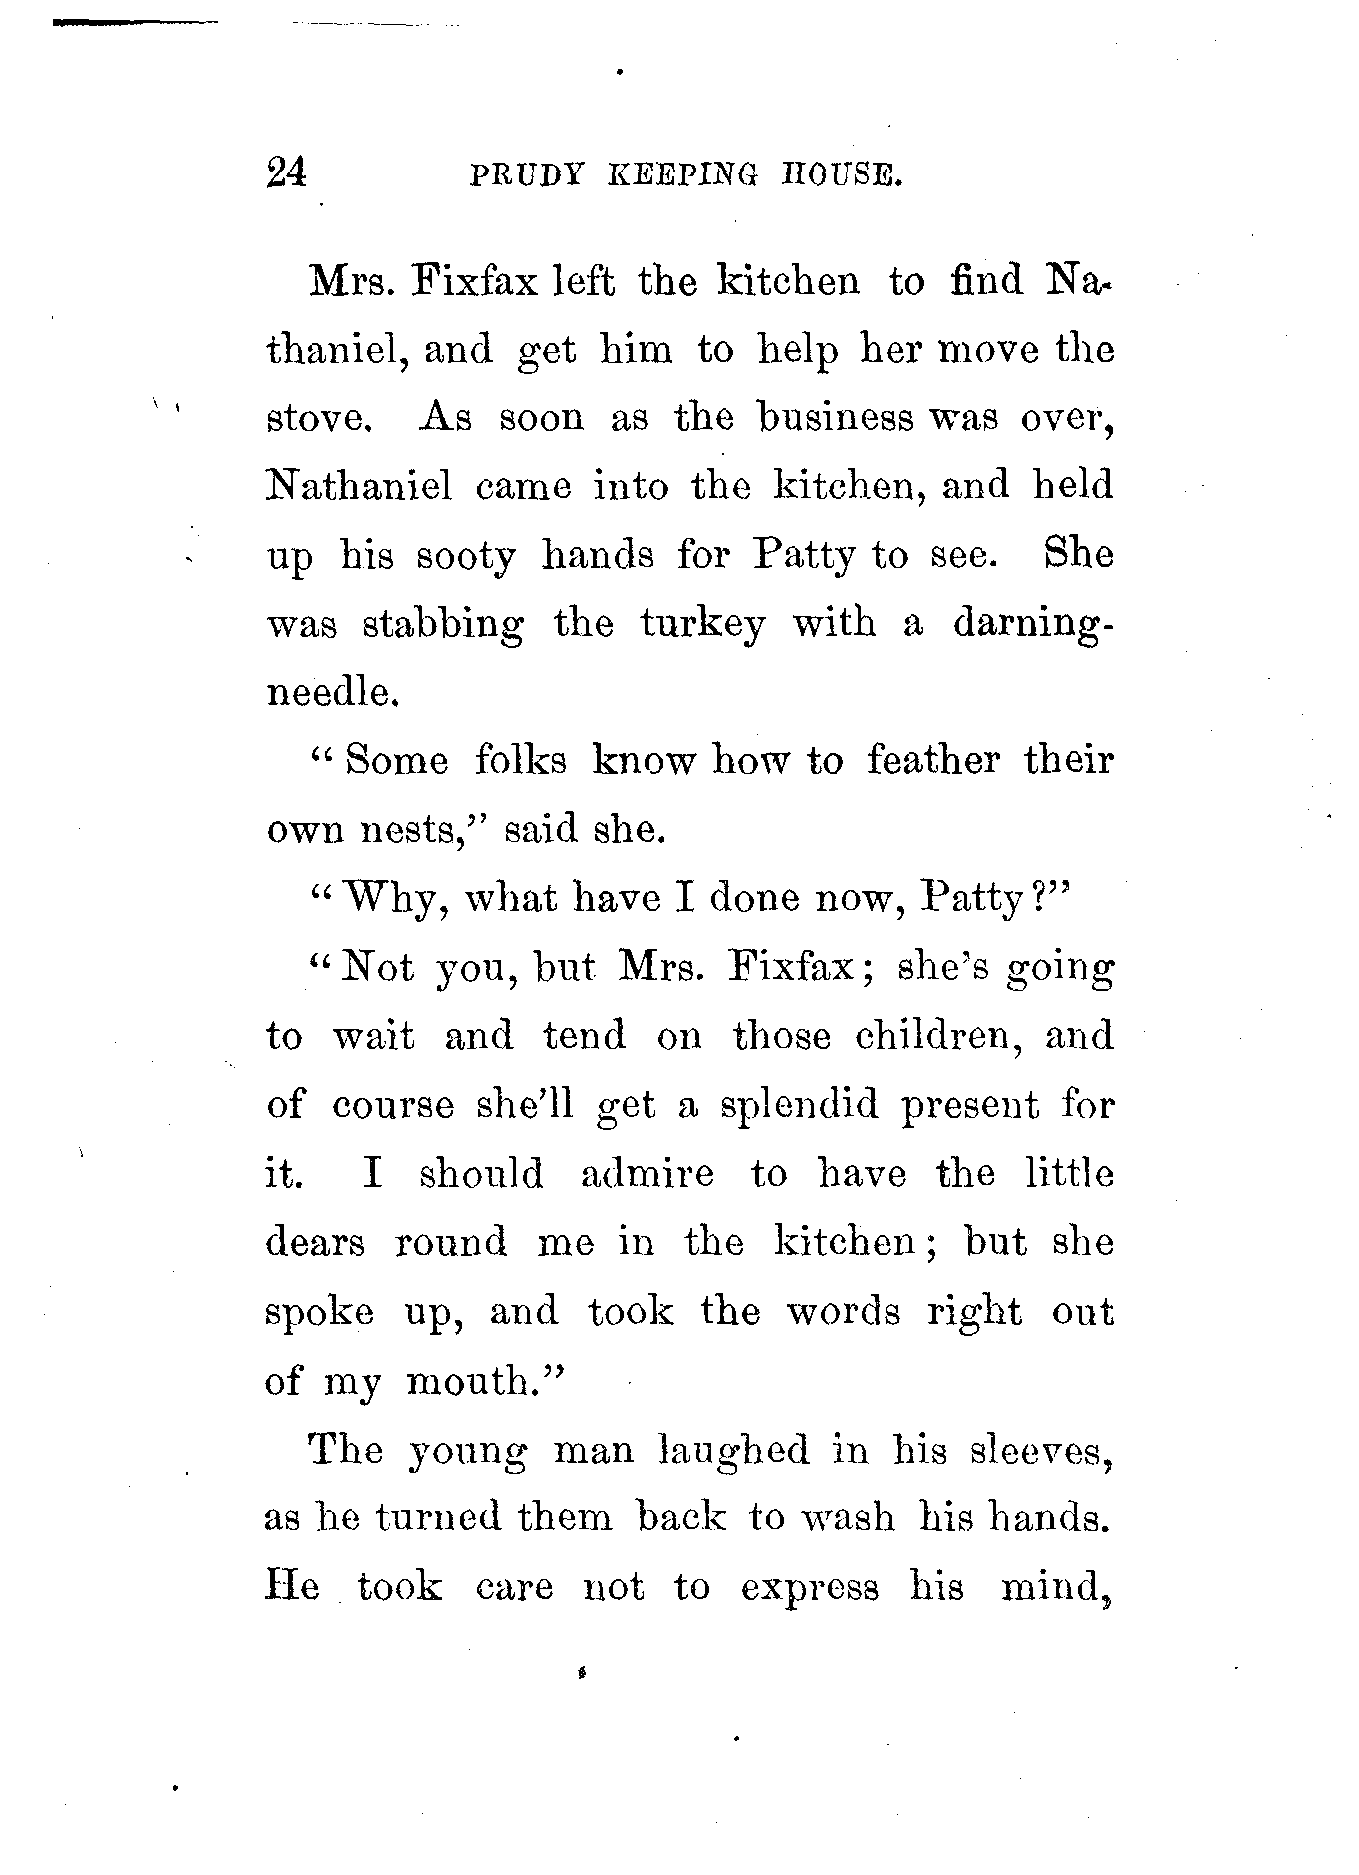 24 PRUDY KEEPING HOUSE.
Mrs. Fixfax left the kitchen to find Na-
thaniel, and get him to help her move the
stove. As soon as the business was over,
Nathaniel came into the kitchen, and held
up his sooty hands for Patty to see. She
was stabbing the turkey with a darning-
needle.
“Some folks know how to feather their
own nests,” said she.
“Why, what have I done now, Patty?”
“Not you, but Mrs. Fixfax; she’s going
to wait and tend on those children, and
of course she’ll get a splendid present for
it. I should admire to have the little
dears round me in the kitchen; but she
spoke up, and took the words right out
of my mouth.”
The young man laughed in his sleeves,
as he turned them back to wash his hands.
He took care not to express his mind,